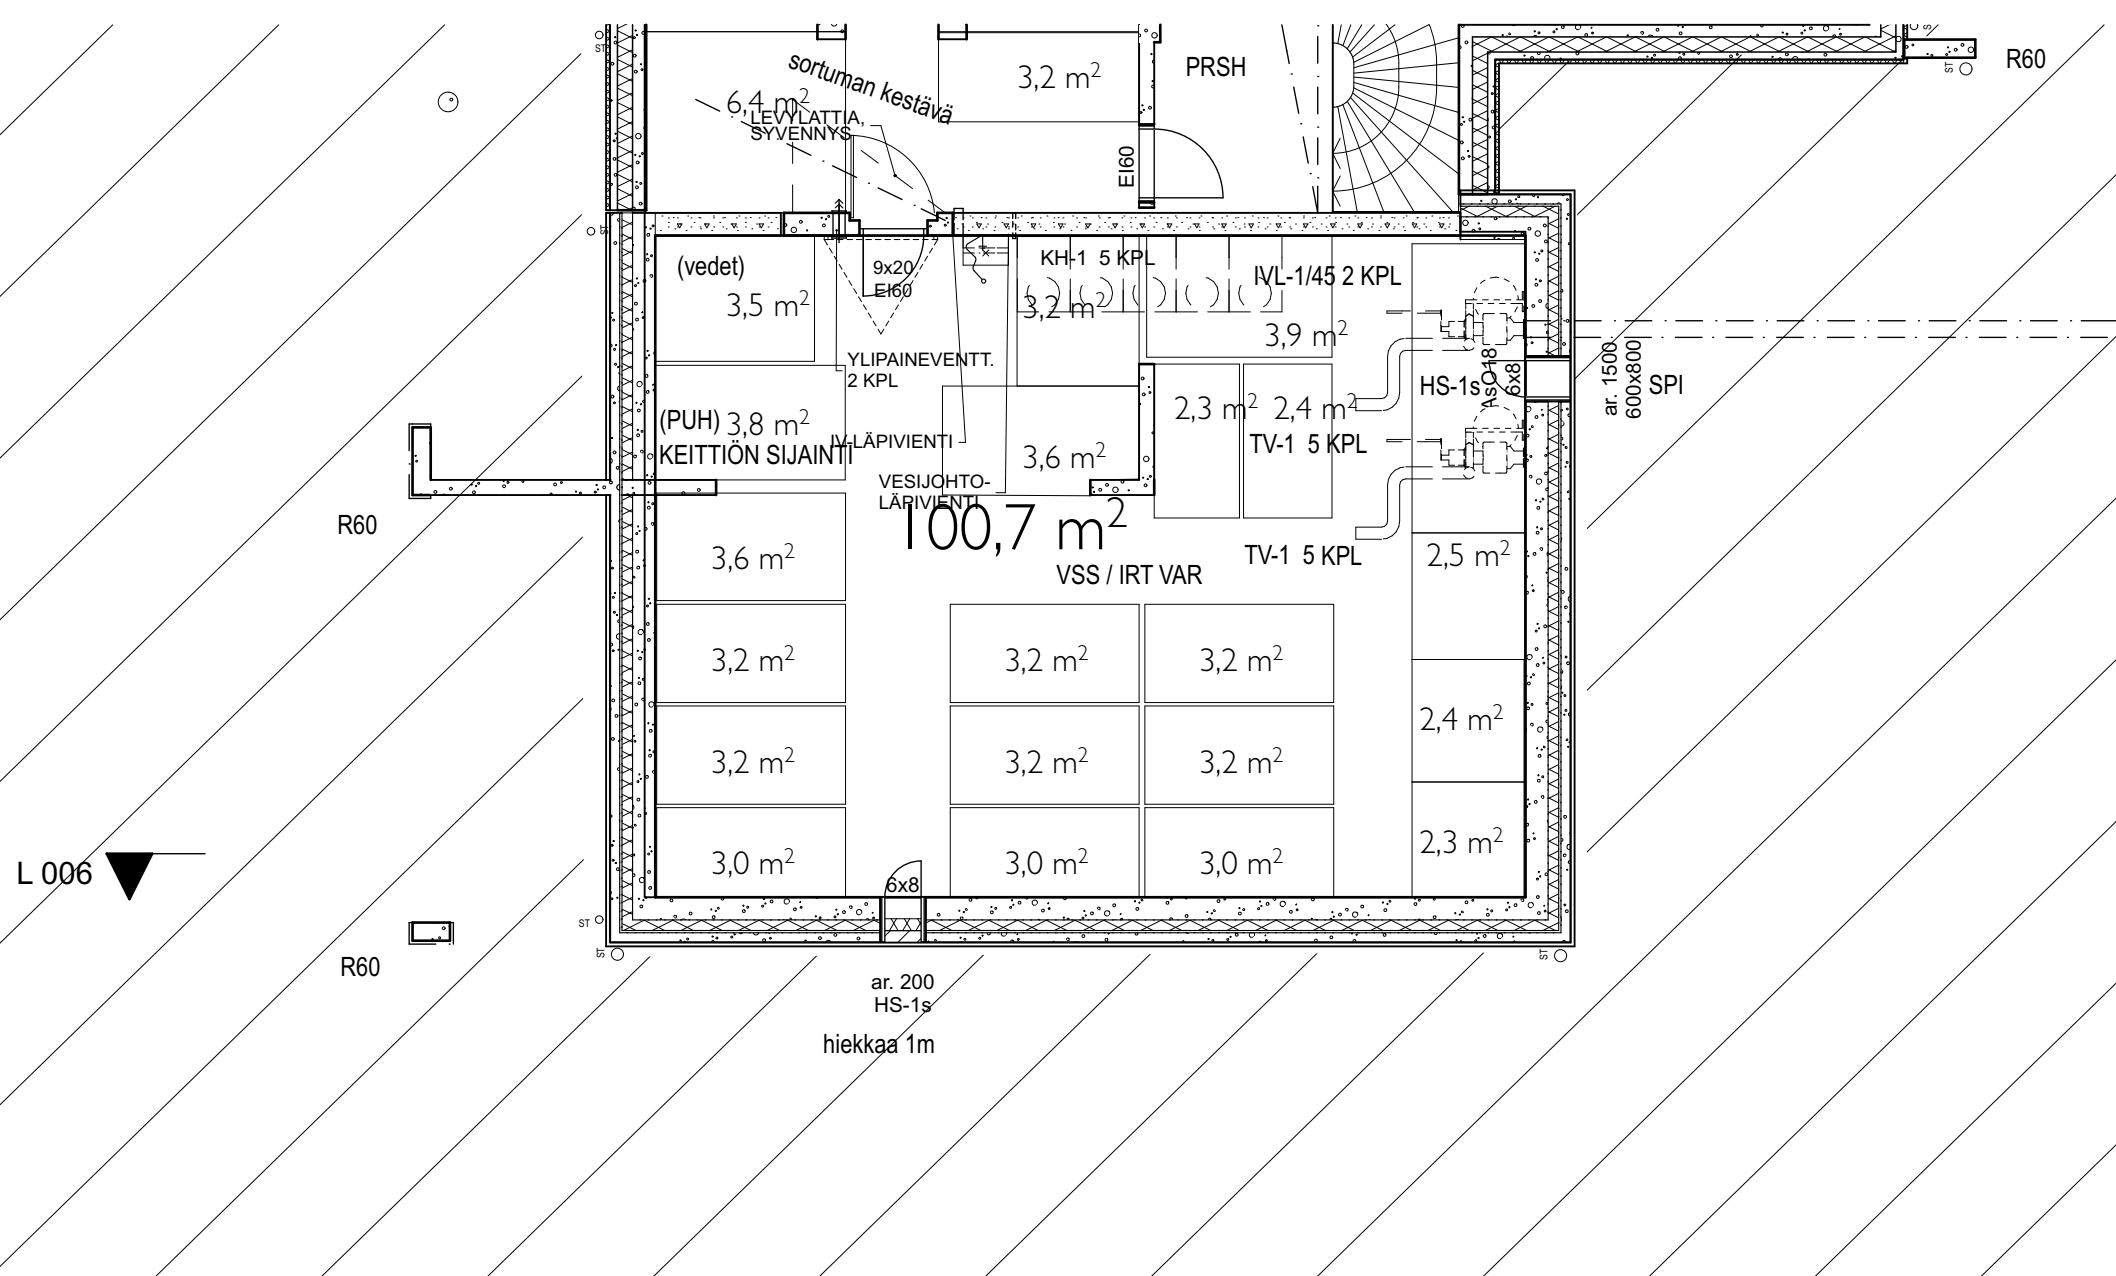 ST
sortuman kestävä
3,2 m²
PRSH
R60
ST
6,4 m²
LEVYLATTIA,
SYVENNYS
EI60
ST
(vedet)
3,5 m²
9x20
EI60
KH-1 5 KPL
3,2 m²
IVL-1/45 2 KPL
3,9 m²
YLIPAINEVENTT.
2 KPL
HS-1s
AsO18
6x8
ar. 1500
600x800
SPI
(PUH)
3,8 m²
KEITTIÖN SIJAINTI
IV-LÄPIVIENTI
2,3 m²
2,4 m²
TV-1 5 KPL
3,6 m²
VESIJOHTO-
LÄPIVIENTI
100,7 m²
VSS / IRT VAR
R60
3,6 m²
TV-1 5 KPL
2,5 m²
3,2 m²
3,2 m²
3,2 m²
2,4 m²
3,2 m²
3,2 m²
3,2 m²
2,3 m²
3,0 m²
3,0 m²
3,0 m²
L 006
6x8
ST
ST
ST
R60
ar. 200
HS-1s
hiekkaa 1m